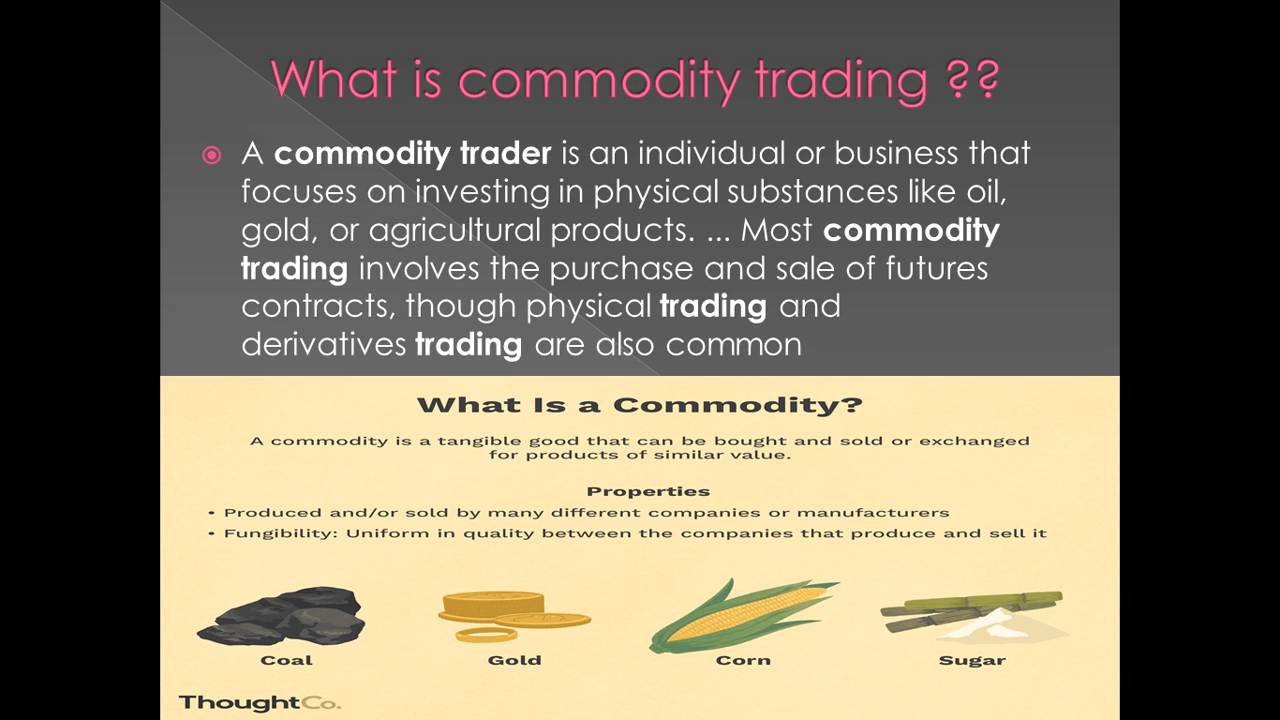 What is commodity trading ??
A commodity trader is an individual or business that
focuses on investing in physical substances like oil,
gold, or agricultural products. ... Most commodity
trading involves the purchase and sale of futures
contracts, though physical trading and
derivatives trading are also common
What Is a Commodity?
A commodity is a tangible good that can be bought and sold or exchanged
for products of similar value.
Properties
• Produced and/or sold by many different companies or manufacturers
• Fungibility: Uniform in quality between the companies that produce and sell it
Coal Gold Corn Sugar
ThoughtCo.